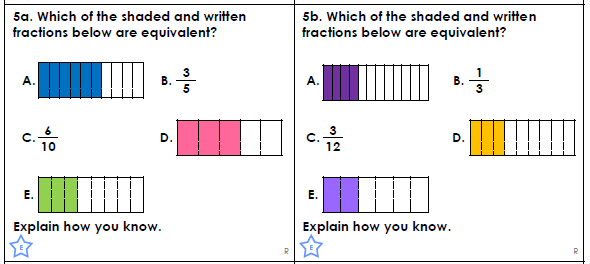 5a. Which of the shaded and written
fractions below are equivalent?
A.
B. 3/5
C. 6/10
D.
E.
Explain how you know.
E
R
5b. Which of the shaded and written
fractions below are equivalent?
A.
B. 1/3
C. 3/12
D.
E.
Explain how you know.
E
R